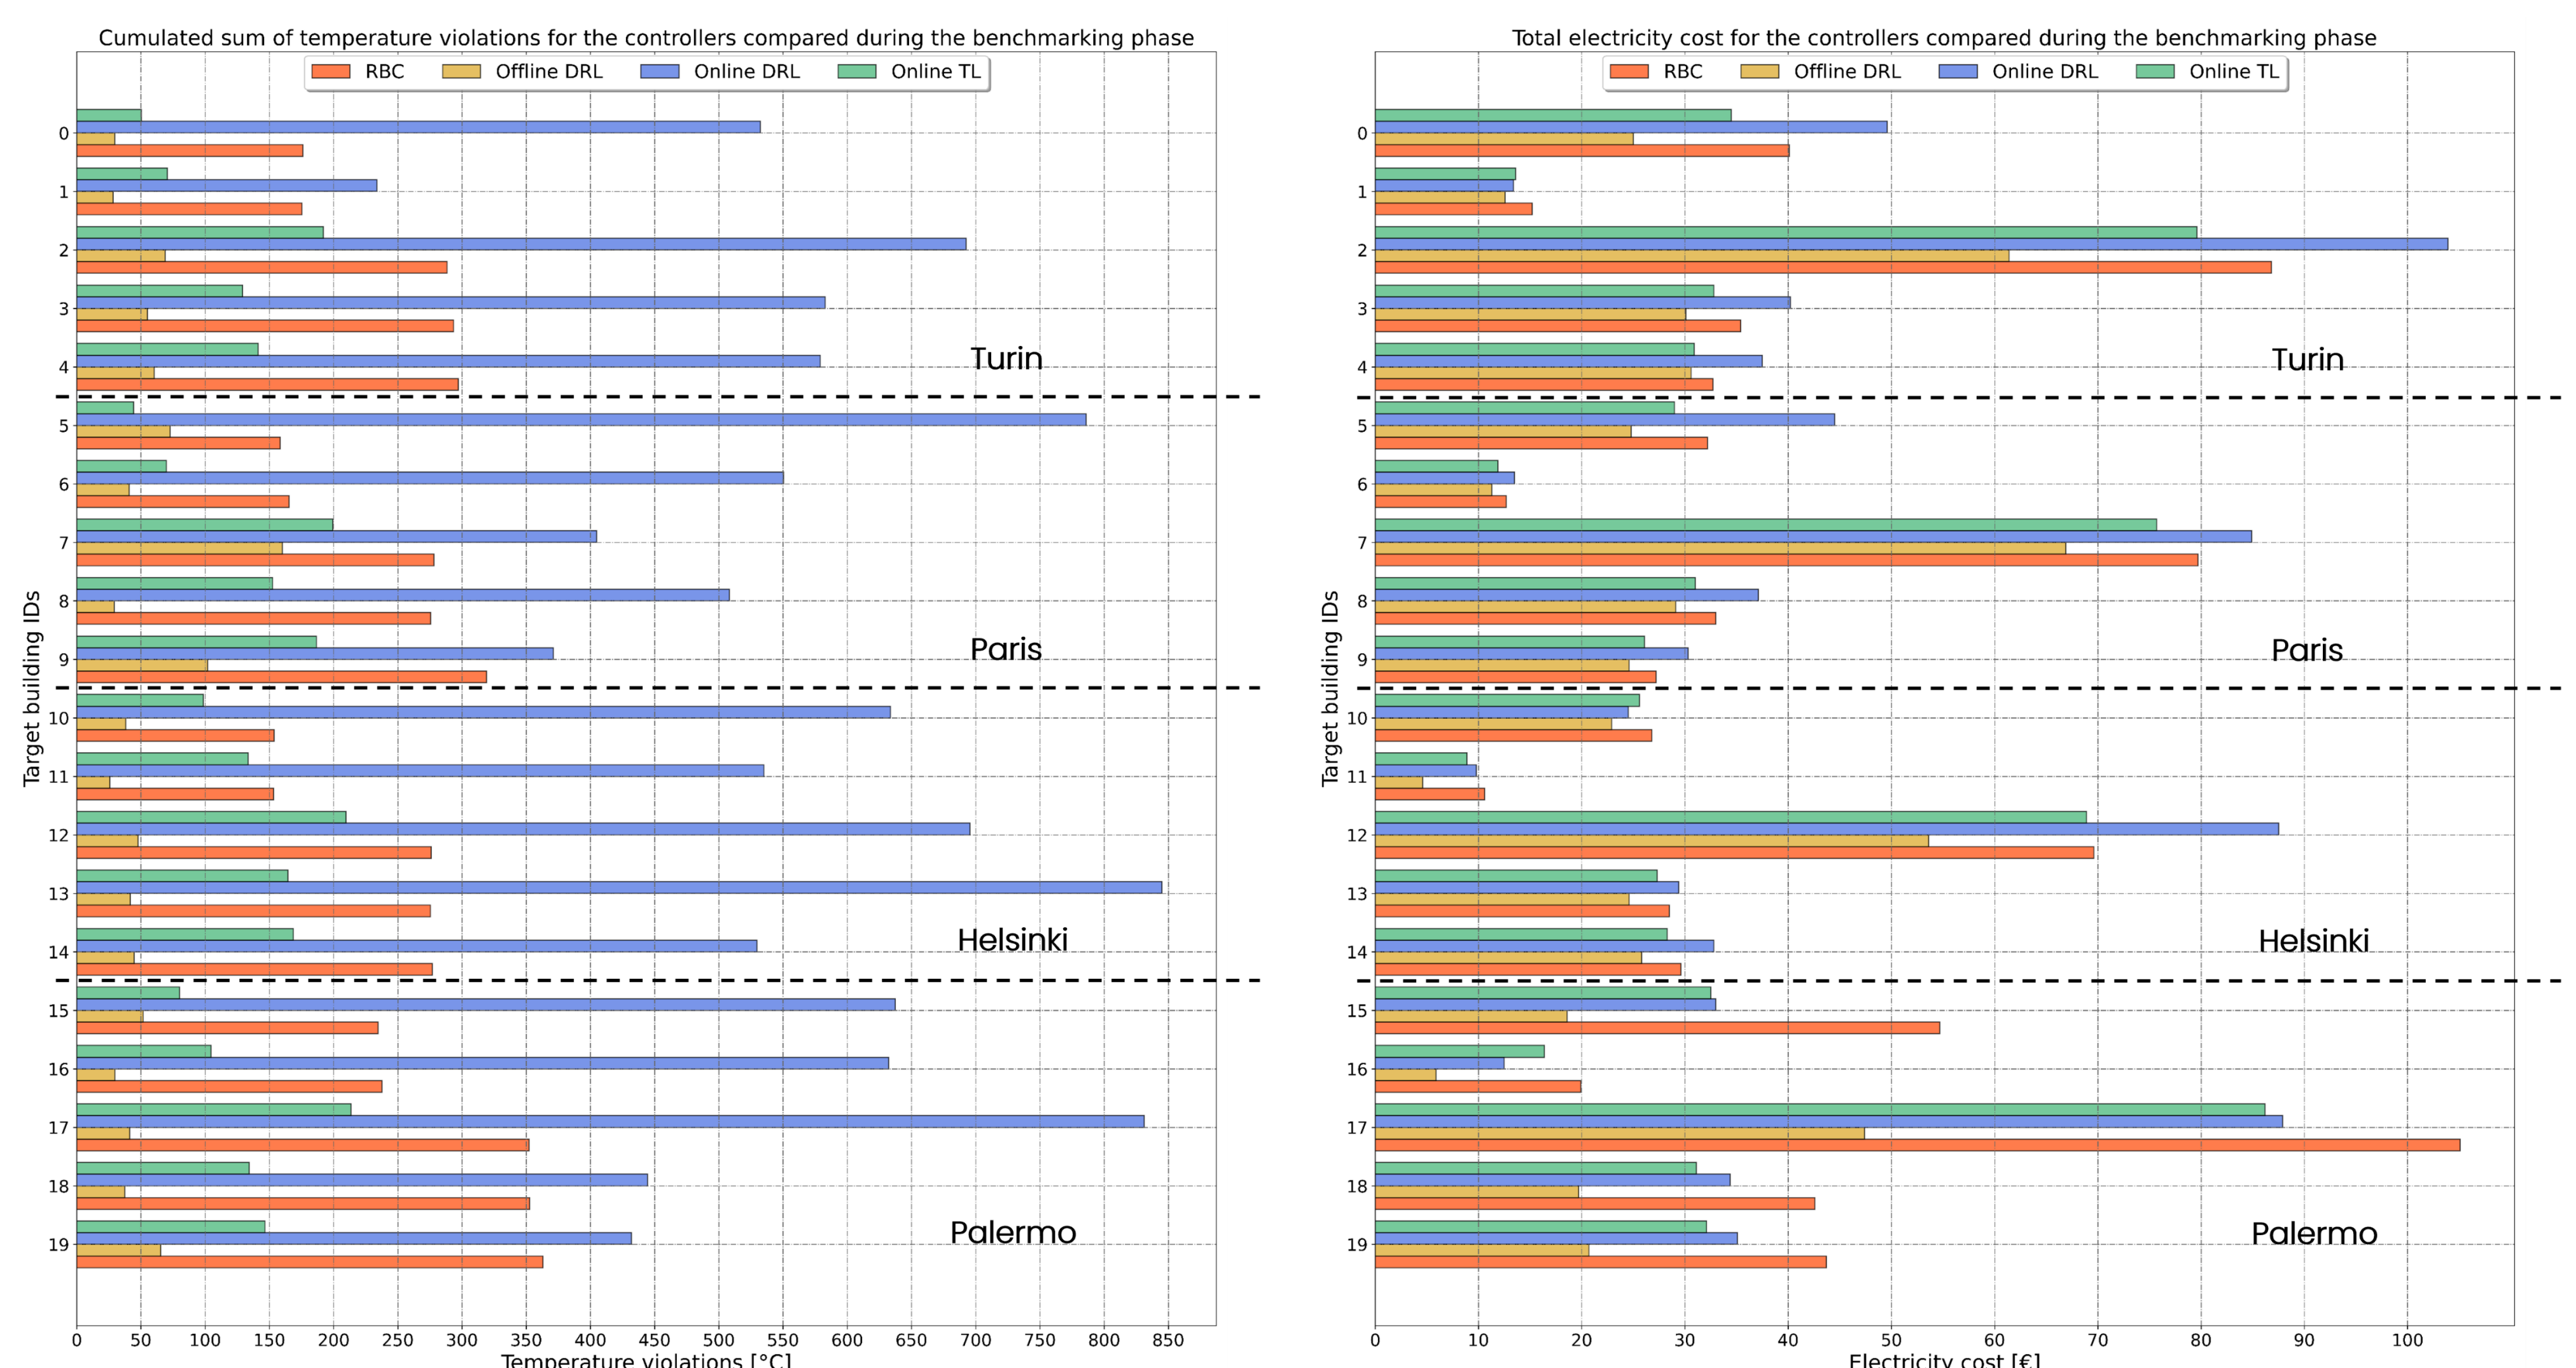 Cumulated sum of temperature violations for the controllers compared during the benchmarking phase
RBC Offline DRL Online DRL Online TL
Target building IDs
0
1
2
3
4
Turin
5
6
7
8
9
Paris
10
11
12
13
14
Helsinki
15
16
17
18
19
Palermo
0 50 100 150 200 250 300 350 400 450 500 550 600 650 700 750 800 850
Temperature violations [°C]
Total electricity cost for the controllers compared during the benchmarking phase
RBC Offline DRL Online DRL Online TL
Target building IDs
0
1
2
3
4
Turin
5
6
7
8
9
Paris
10
11
12
13
14
Helsinki
15
16
17
18
19
Palermo
0 10 20 30 40 50 60 70 80 90 100
Electricity cost [€]